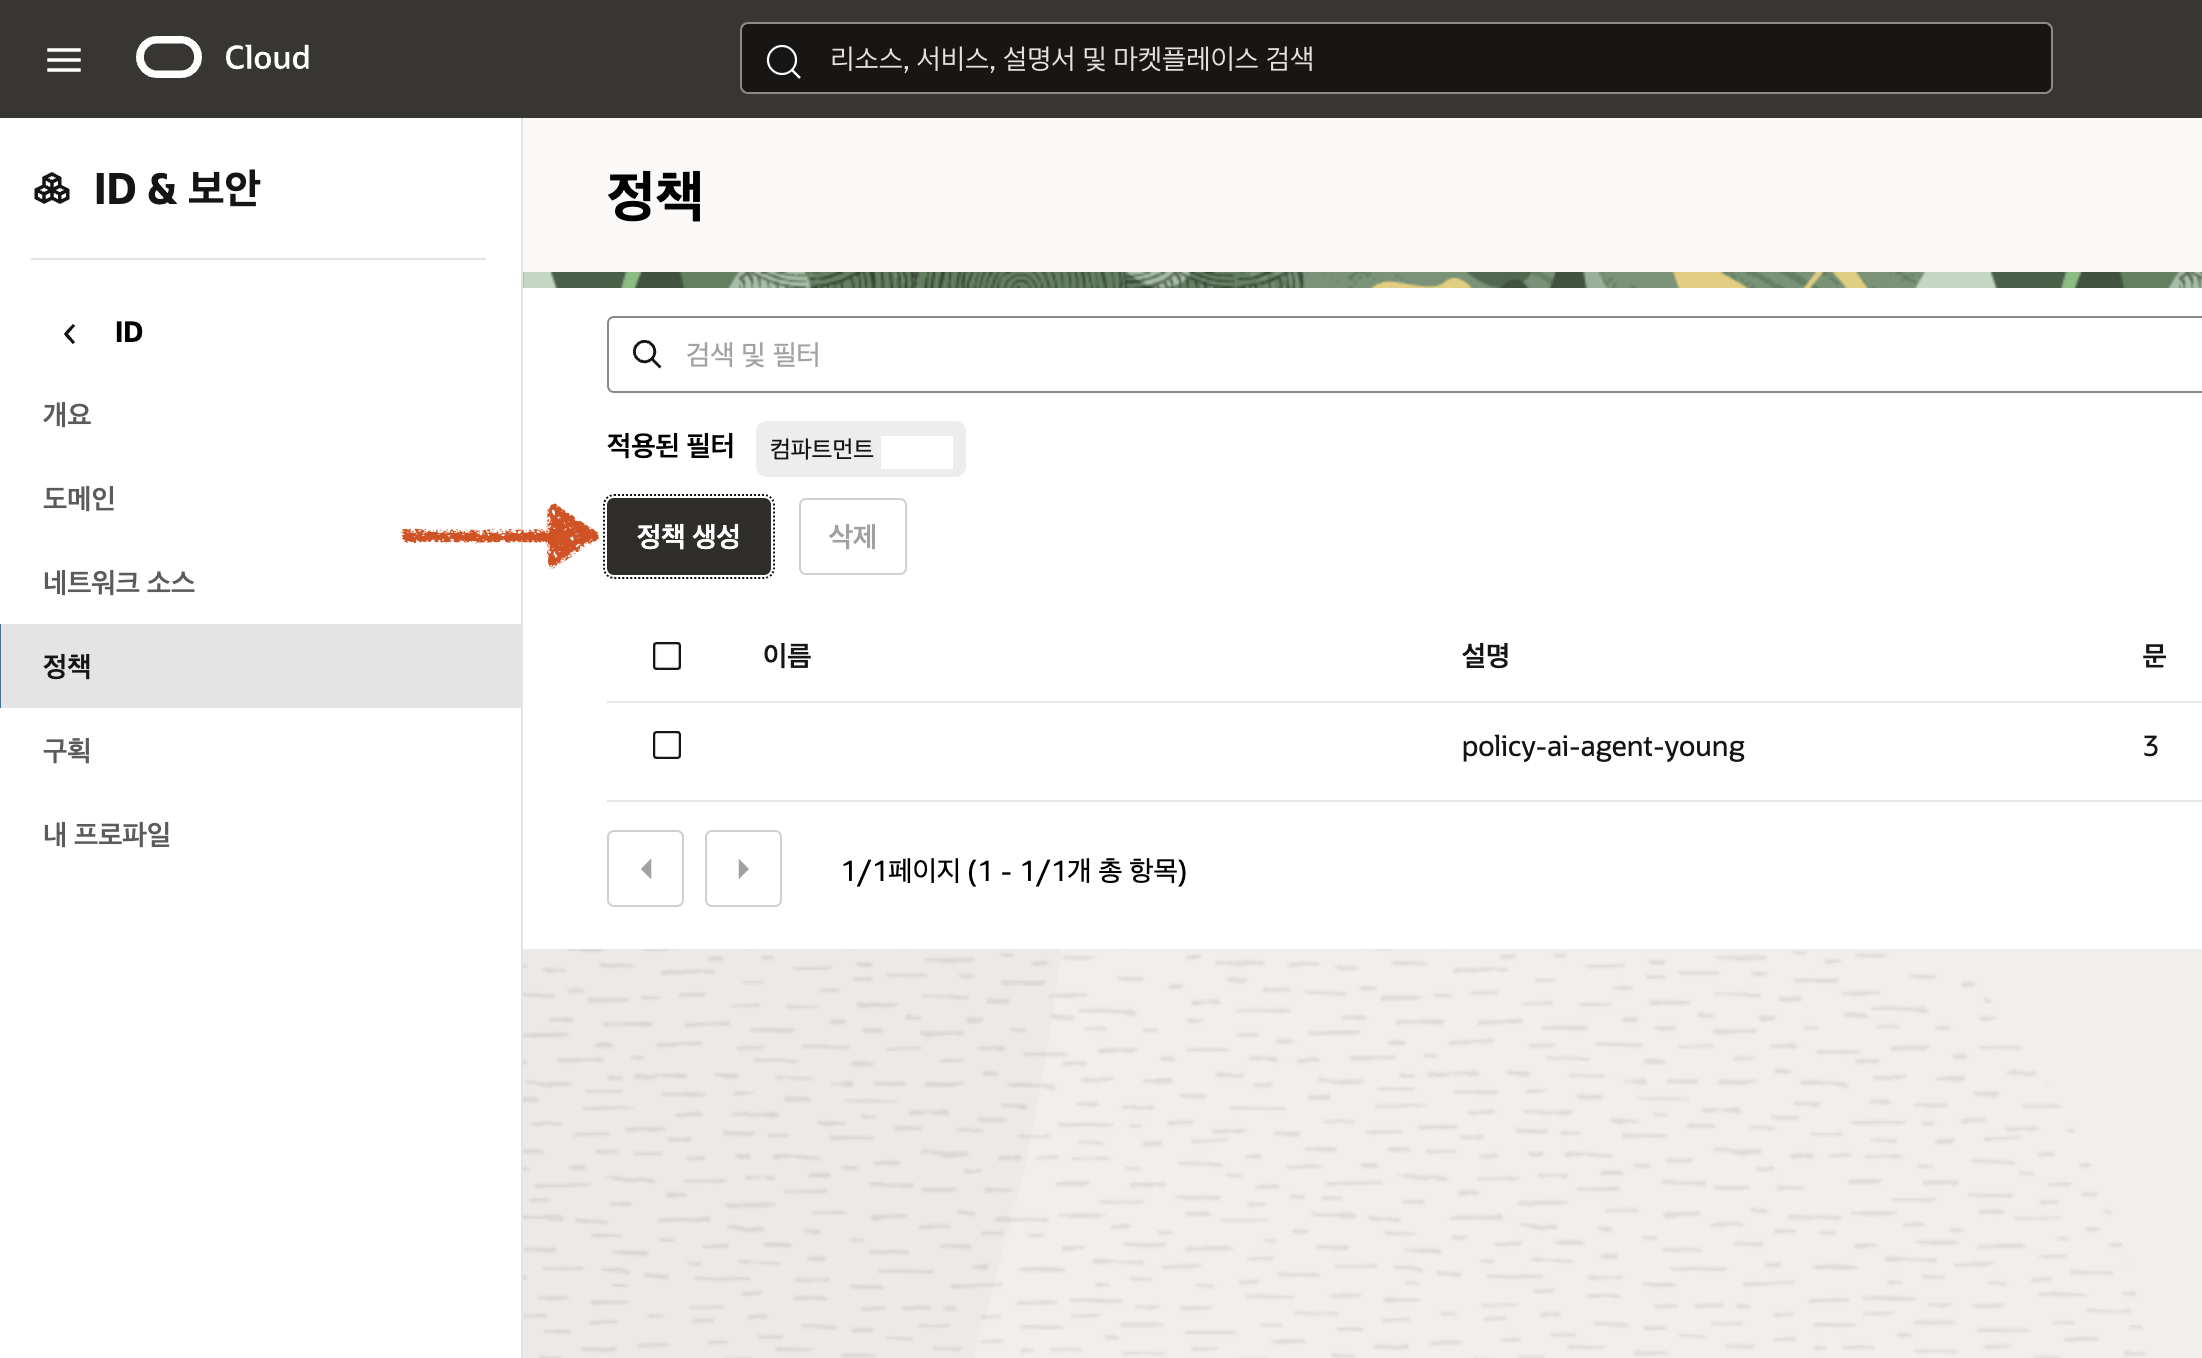 Cloud
리소스, 서비스, 설명서 및 마켓플레이스 검색
ID & 보안
ID
개요
도메인
네트워크 소스
정책
구획
내 프로파일
정책
검색 및 필터
적용된 필터 컴파트먼트
정책 생성 삭제
이름 설명 문
policy-ai-agent-young 3
1/1페이지 (1 - 1/1개 총 항목)